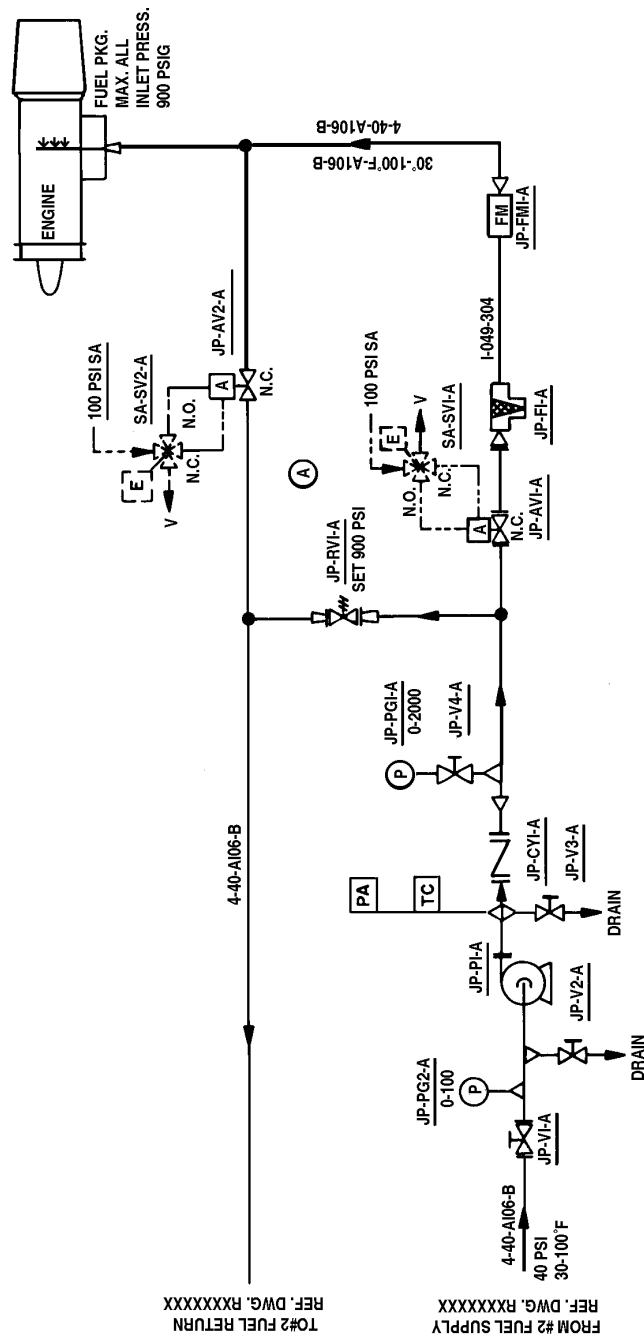 ENGINE
FUEL PKG.
MAX. ALL
INLET PRESS.
900 PSIG
100 PSI SA
SA-SV2-A
N.O.
E
N.C.
V
A
JP-AV2-A
N.C.
4-40-A106-B
30°-100°F-A106-B
A
100 PSI SA
SA-SVI-A
E
V
N.O.
N.C.
A
N.C.
JP-AVI-A
JP-RVI-A
SET 900 PSI
JP-FI-A
I-049-304
FM
JP-FMI-A
4-40-AI06-B
TO#2 FUEL RETURN
REF. DWG. RXXXXXX
JP-PGI-A
0-2000
P
JP-V4-A
PA
TC
JP-CYI-A
JP-V3-A
DRAIN
JP-PI-A
JP-V2-A
DRAIN
JP-PG2-A
0-100
P
JP-VI-A
4-40-AI06-B
40 PSI
30-100°F
FROM #2 FUEL SUPPLY
REF. DWG. RXXXXXXX